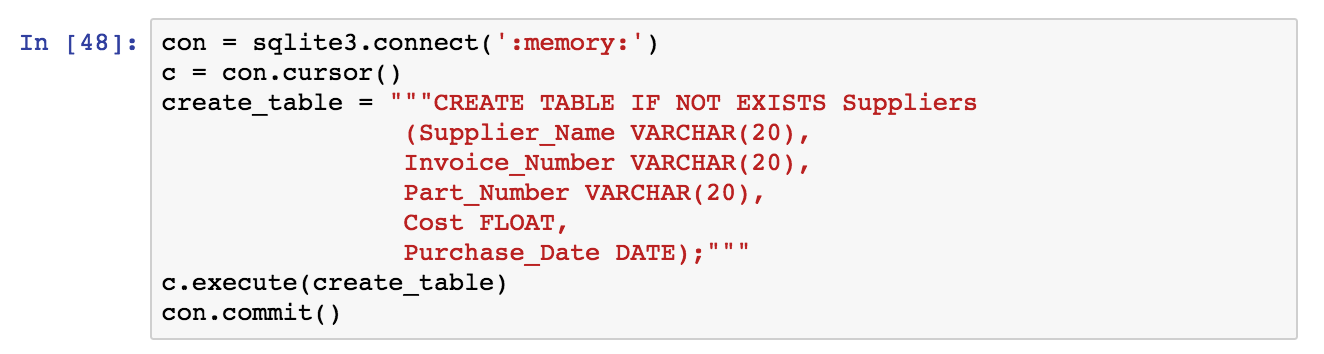 In [48]: con = sqlite3.connect(':memory:')
c = con.cursor()
create_table = """CREATE TABLE IF NOT EXISTS Suppliers
(Supplier_Name VARCHAR(20),
Invoice_Number VARCHAR(20),
Part_Number VARCHAR(20),
Cost FLOAT,
Purchase_Date DATE);"""
c.execute(create_table)
con.commit()